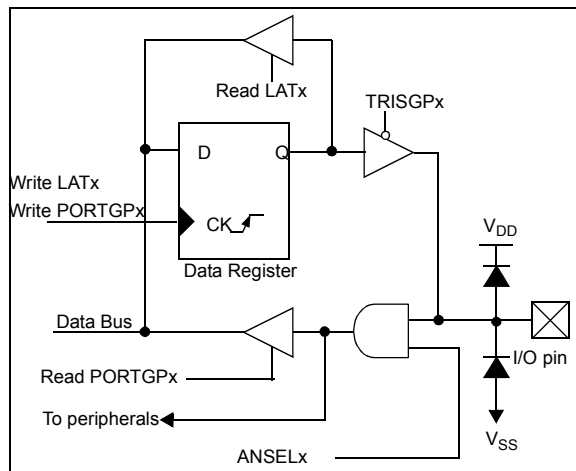 Read LATx
TRISGPx
D
Q
Write LATx
Write PORTGPx
CK
Data Register
VDD
Data Bus
I/O pin
Read PORTGPx
To peripherals
VSS
ANSELx